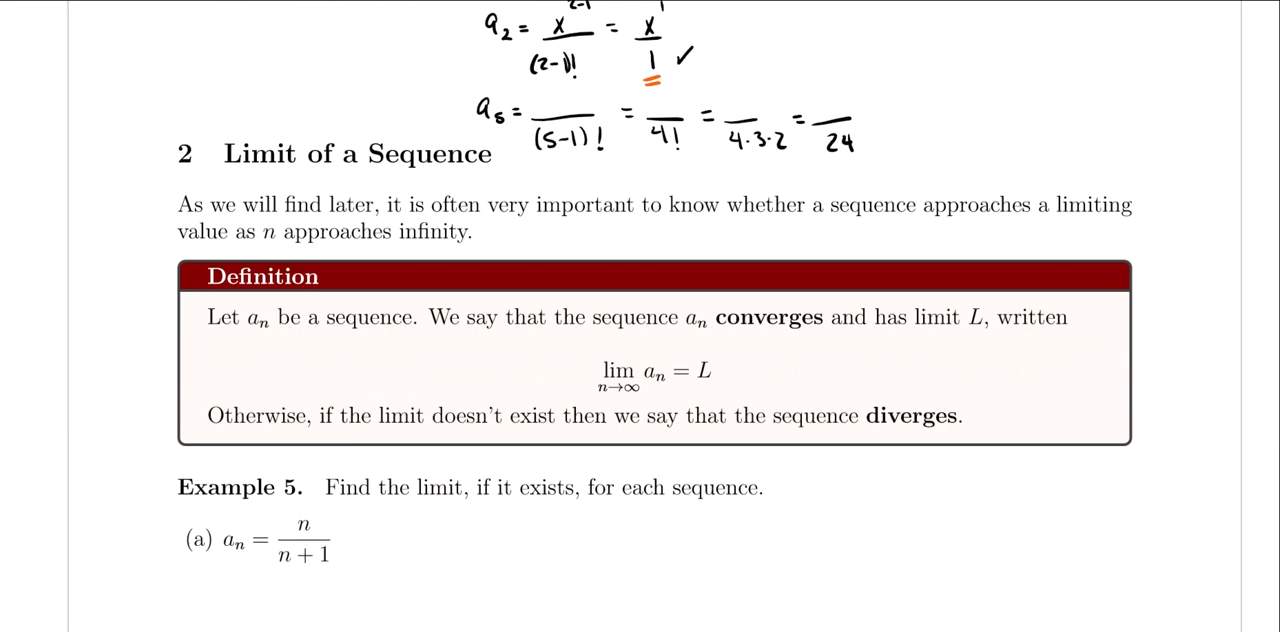 a₂ = x²⁻¹/(2-1)! = x¹/1 ✓
a₅ = /(5-1)! = /4! = /4·3·2 = /24
2 Limit of a Sequence
As we will find later, it is often very important to know whether a sequence approaches a limiting
value as n approaches infinity.
Definition
Let aₙ be a sequence. We say that the sequence aₙ converges and has limit L, written
lim n→∞ aₙ = L
Otherwise, if the limit doesn't exist then we say that the sequence diverges.
Example 5. Find the limit, if it exists, for each sequence.
(a) aₙ = n/(n + 1)